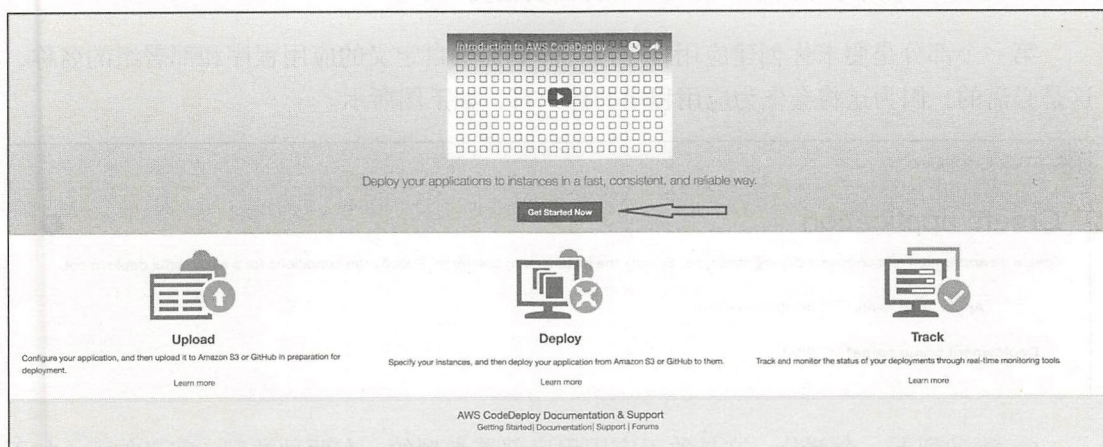 Introduction to AWS CodeDeploy
Deploy your applications to instances in a fast, consistent, and reliable way.
Get Started Now
Upload
Configure your application, and then upload it to Amazon S3 or GitHub in preparation for
deployment.
Learn more
Deploy
Specify your instances, and then deploy your application from Amazon S3 or GitHub to them.
Learn more
Track
Track and monitor the status of your deployments through real-time monitoring tools.
Learn more
AWS CodeDeploy Documentation & Support
Getting Started| Documentation| Support | Forums